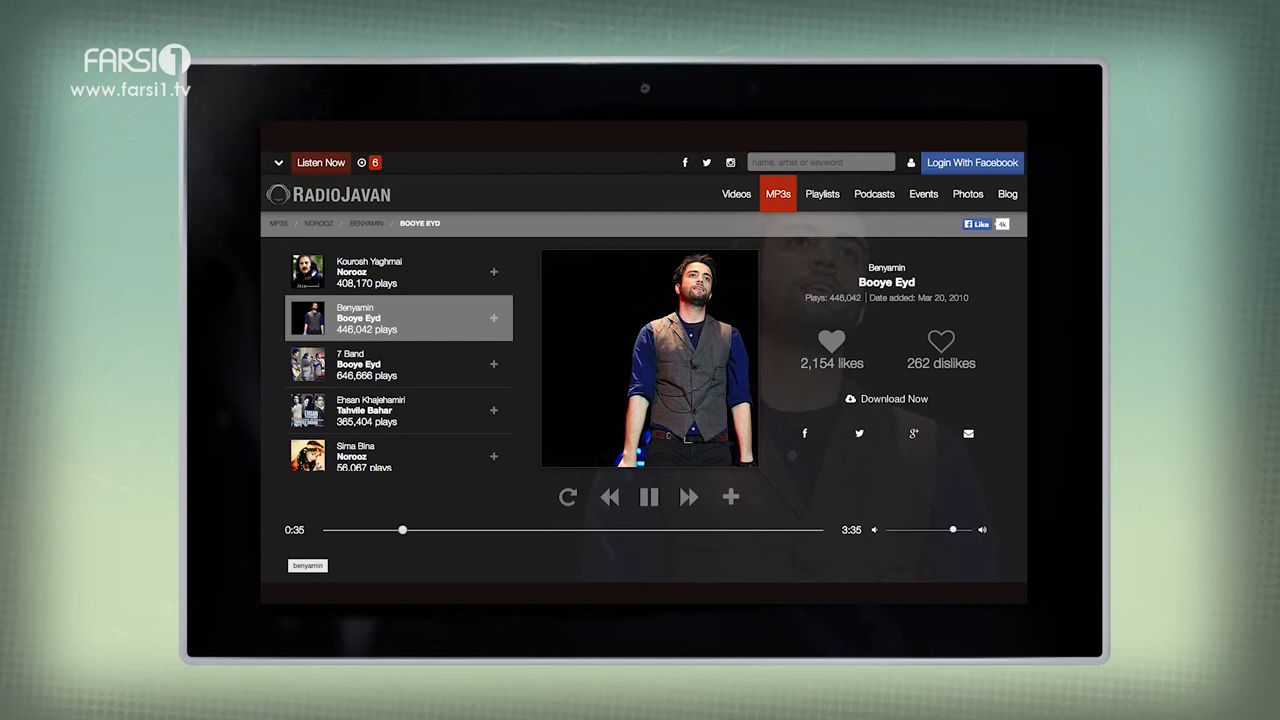 FARSI1
www.farsi1.tv
Listen Now
6
name, artist or keyword
Login With Facebook
RADIOJAVAN
Videos
MP3s
Playlists
Podcasts
Events
Photos
Blog
MP3S / NOROOZ / BENYAMIN / BOOYE EYD
Like
4k
Kourosh Yaghmai
Norooz
408,170 plays
Benyamin
Booye Eyd
446,042 plays
7 Band
Booye Eyd
646,666 plays
Ehsan Khajehamiri
Tahvile Bahar
365,404 plays
Sima Bina
Norooz
56,067 plays
Benyamin
Booye Eyd
Plays: 446,042 | Date added: Mar 20, 2010
2,154 likes
262 dislikes
Download Now
0:35
3:35
benyamin